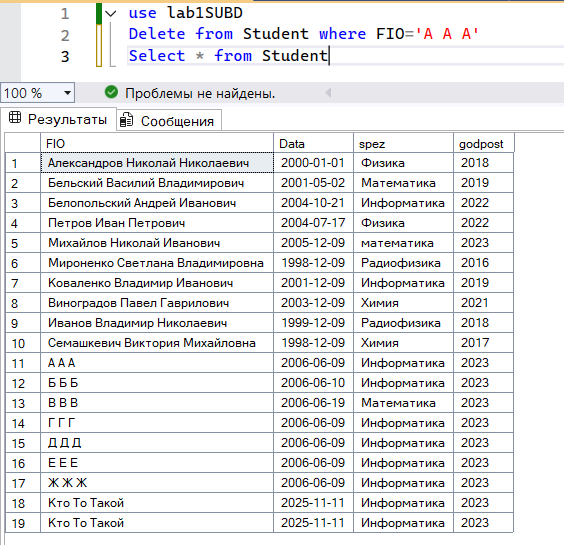 1 use lab1SUBD
2 Delete from Student where FIO='A A A'
3 Select * from Student
100 % Проблемы не найдены.
Результаты Сообщения
FIO Data spez godpost
1 Александров Николай Николаевич 2000-01-01 Физика 2018
2 Бельский Василий Владимирович 2001-05-02 Математика 2019
3 Белопольский Андрей Иванович 2004-10-21 Информатика 2022
4 Петров Иван Петрович 2004-07-17 Физика 2022
5 Михайлов Николай Иванович 2005-12-09 математика 2023
6 Мироненко Светлана Владимировна 1998-12-09 Радиофизика 2016
7 Коваленко Владимир Иванович 2001-12-09 Информатика 2019
8 Виноградов Павел Гаврилович 2003-12-09 Химия 2021
9 Иванов Владимир Николаевич 1999-12-09 Радиофизика 2018
10 Семашкевич Виктория Михайловна 1998-12-09 Химия 2017
11 А А А 2006-06-09 Информатика 2023
12 Б Б Б 2006-06-10 Информатика 2023
13 В В В 2006-06-19 Математика 2023
14 Г Г Г 2006-06-09 Информатика 2023
15 Д Д Д 2006-06-09 Информатика 2023
16 Е Е Е 2006-06-09 Информатика 2023
17 Ж Ж Ж 2006-06-09 Информатика 2023
18 Кто То Такой 2025-11-11 Информатика 2023
19 Кто То Такой 2025-11-11 Информатика 2023